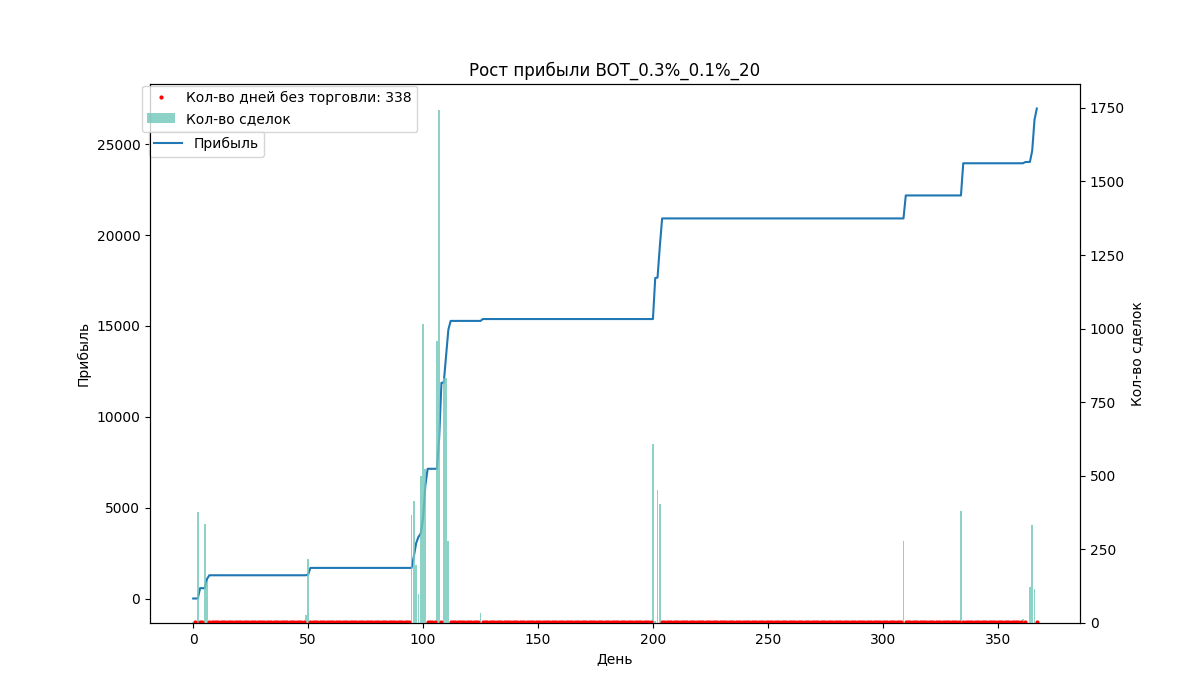 Рост прибыли BOT_0.3%_0.1%_20
Кол-во дней без торговли: 338
Кол-во сделок
Прибыль
25000
20000
15000
10000
5000
0
Прибыль
1750
1500
1250
1000
750
500
250
0
Кол-во сделок
0 50 100 150 200 250 300 350
День